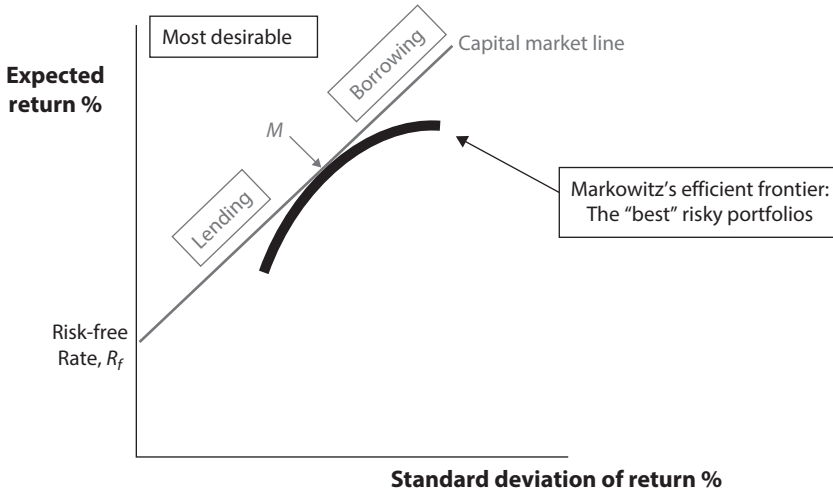 Most desirable
Borrowing
Capital market line
Expected
return %
M
Lending
Markowitz’s efficient frontier:
The “best” risky portfolios
Risk-free
Rate, Rf
Standard deviation of return %